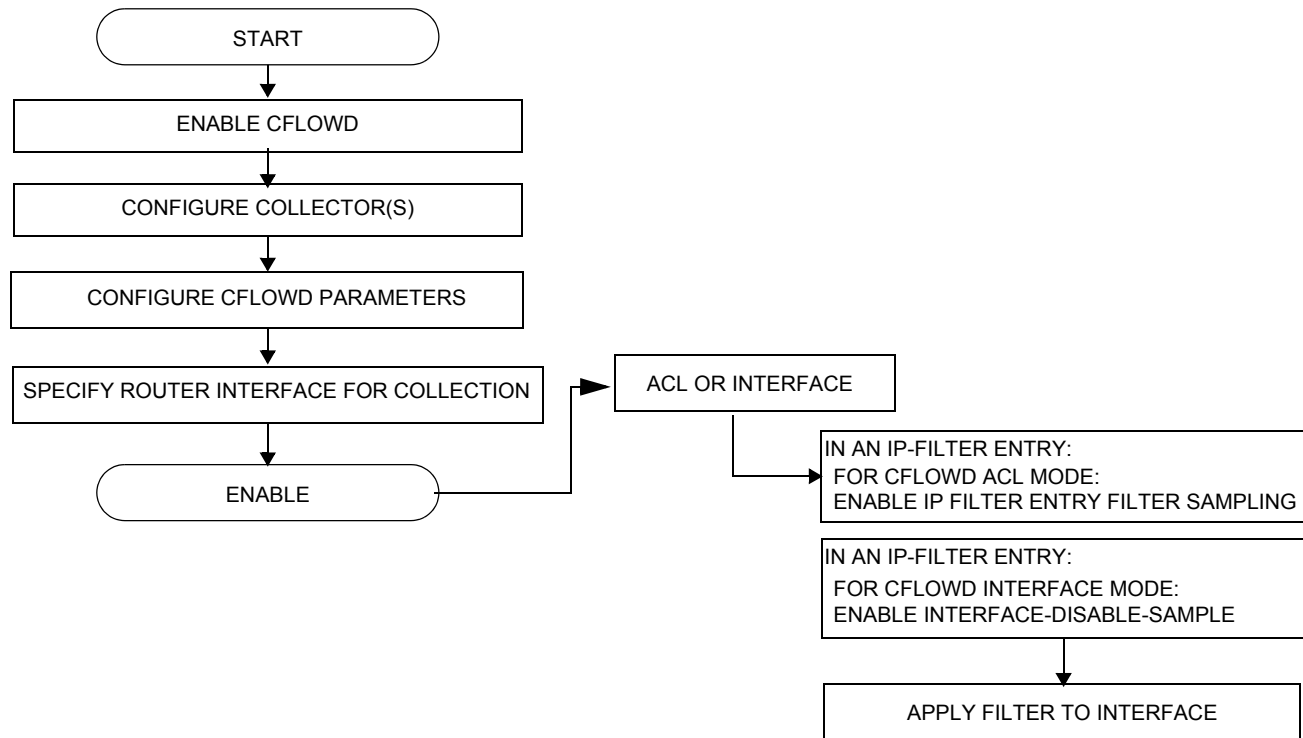 START
ENABLE CFLOWD
CONFIGURE COLLECTOR(S)
CONFIGURE CFLOWD PARAMETERS
SPECIFY ROUTER INTERFACE FOR COLLECTION
ENABLE
ACL OR INTERFACE
IN AN IP-FILTER ENTRY:
FOR CFLOWD ACL MODE:
ENABLE IP FILTER ENTRY FILTER SAMPLING
IN AN IP-FILTER ENTRY:
FOR CFLOWD INTERFACE MODE:
ENABLE INTERFACE-DISABLE-SAMPLE
APPLY FILTER TO INTERFACE